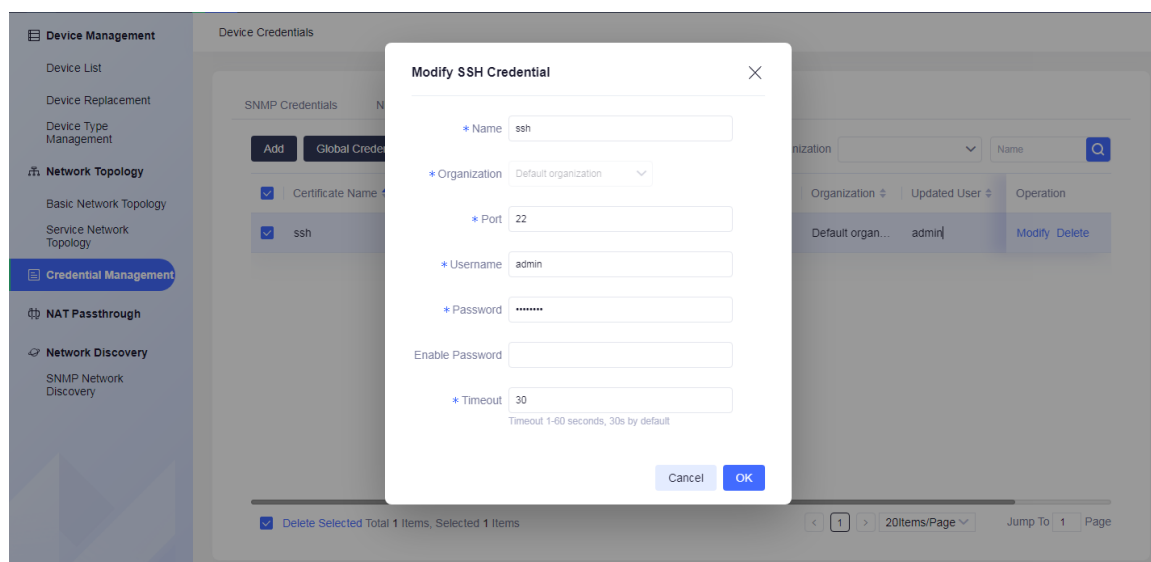 Device Management
Device List
Device Replacement
Device Type
Management
Network Topology
Basic Network Topology
Service Network
Topology
Credential Management
NAT Passthrough
Network Discovery
SNMP Network
Discovery
Device Credentials
SNMP Credentials N
Add Global Crede nization Name
Certificate Name Organization Updated User Operation
ssh Default organ... admin Modify Delete
Delete Selected Total 1 Items, Selected 1 Items < 1 > 20Items/Page Jump To 1 Page
Modify SSH Credential
* Name ssh
* Organization Default organization
* Port 22
* Username admin
* Password ••••••••
Enable Password
* Timeout 30
Timeout 1-60 seconds, 30s by default
Cancel OK